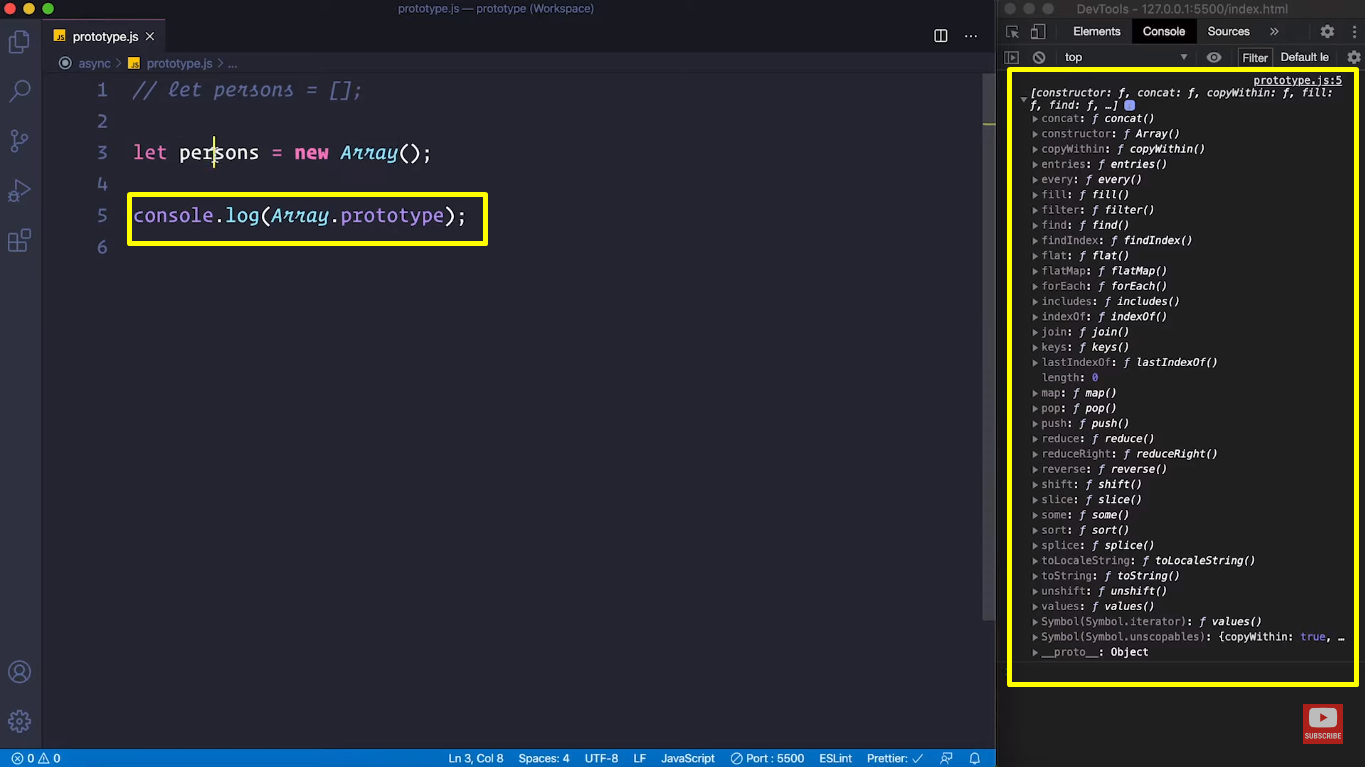 prototype.js — prototype (Workspace)
DevTools - 127.0.0.1:5500/index.html
JS prototype.js ×
Elements Console Sources »
top Filter Default le
async > JS prototype.js > ...
1 // let persons = [];
2
3 let persons = new Array();
4
5 console.log(Array.prototype);
6
prototype.js:5
[constructor: ƒ, concat: ƒ, copyWithin: ƒ, fill:
ƒ, find: ƒ, …] i
concat: ƒ concat()
constructor: ƒ Array()
copyWithin: ƒ copyWithin()
entries: ƒ entries()
every: ƒ every()
fill: ƒ fill()
filter: ƒ filter()
find: ƒ find()
findIndex: ƒ findIndex()
flat: ƒ flat()
flatMap: ƒ flatMap()
forEach: ƒ forEach()
includes: ƒ includes()
indexOf: ƒ indexOf()
join: ƒ join()
keys: ƒ keys()
lastIndexOf: ƒ lastIndexOf()
length: 0
map: ƒ map()
pop: ƒ pop()
push: ƒ push()
reduce: ƒ reduce()
reduceRight: ƒ reduceRight()
reverse: ƒ reverse()
shift: ƒ shift()
slice: ƒ slice()
some: ƒ some()
sort: ƒ sort()
splice: ƒ splice()
toLocaleString: ƒ toLocaleString()
toString: ƒ toString()
unshift: ƒ unshift()
values: ƒ values()
Symbol(Symbol.iterator): ƒ values()
Symbol(Symbol.unscopables): {copyWithin: true, …
__proto__: Object
SUBSCRIBE
0 0 Ln 3, Col 8 Spaces: 4 UTF-8 LF JavaScript Port : 5500 ESLint Prettier: ✓